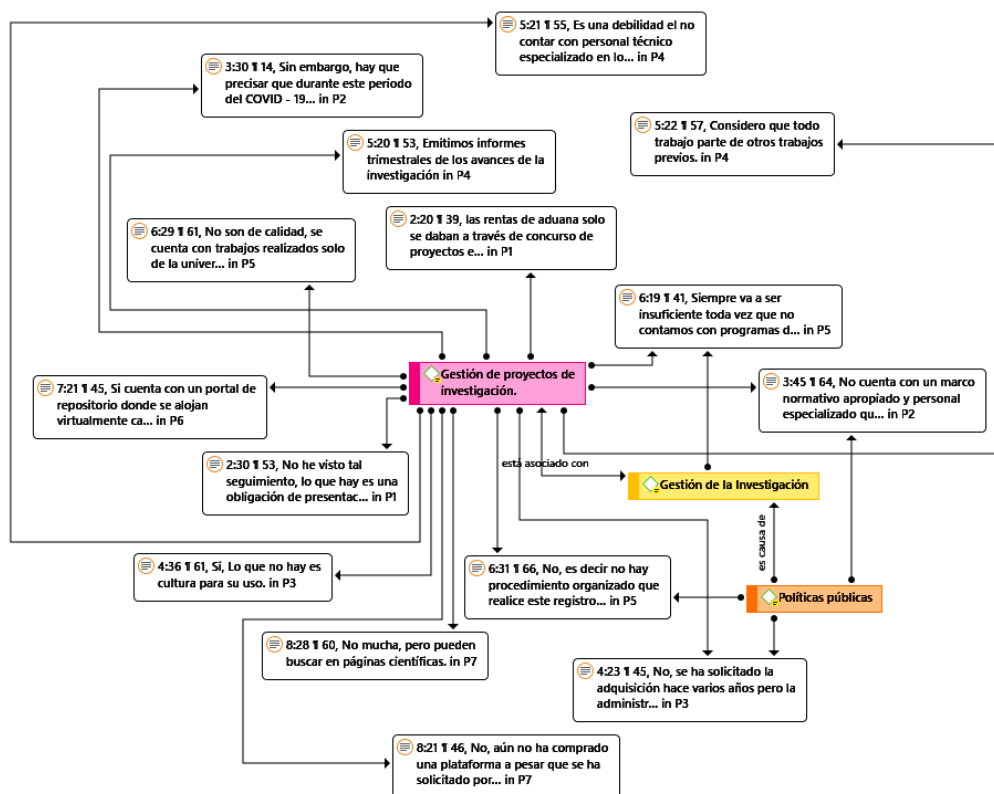 5:21 ¶ 55, Es una debilidad el no
contar con personal técnico
especializado en lo... in P4
3:30 ¶ 14, Sin embargo, hay que
precisar que durante este periodo
del COVID - 19... in P2
5:22 ¶ 57, Considero que todo
trabajo parte de otros trabajos
previos. in P4
5:20 ¶ 53, Emitimos informes
trimestrales de los avances de la
investigación in P4
2:20 ¶ 39, las rentas de aduana solo
se daban a través de concurso de
proyectos e... in P1
6:29 ¶ 61, No son de calidad, se
cuenta con trabajos realizados solo
de la univer... in P5
6:19 ¶ 41, Siempre va a ser
insuficiente toda vez que no
contamos con programas d... in P5
Gestión de proyectos de
investigación.
7:21 ¶ 45, Si cuenta con un portal de
repositorio donde se alojan
virtualmente ca... in P6
3:45 ¶ 64, No cuenta con un marco
normativo apropiado y personal
especializado qu... in P2
2:30 ¶ 53, No he visto tal
seguimiento, lo que hay es una
obligación de presentac... in P1
está asociado con
Gestión de la Investigación
es causa de
4:36 ¶ 61, Sí, Lo que no hay es
cultura para su uso. in P3
6:31 ¶ 66, No, es decir no hay
procedimiento organizado que
realice este registro... in P5
Políticas públicas
8:28 ¶ 60, No mucha, pero pueden
buscar en páginas científicas. in P7
4:23 ¶ 45, No, se ha solicitado la
adquisición hace varios años pero la
administr... in P3
8:21 ¶ 46, No, aún no ha comprado
una plataforma a pesar que se ha
solicitado por... in P7